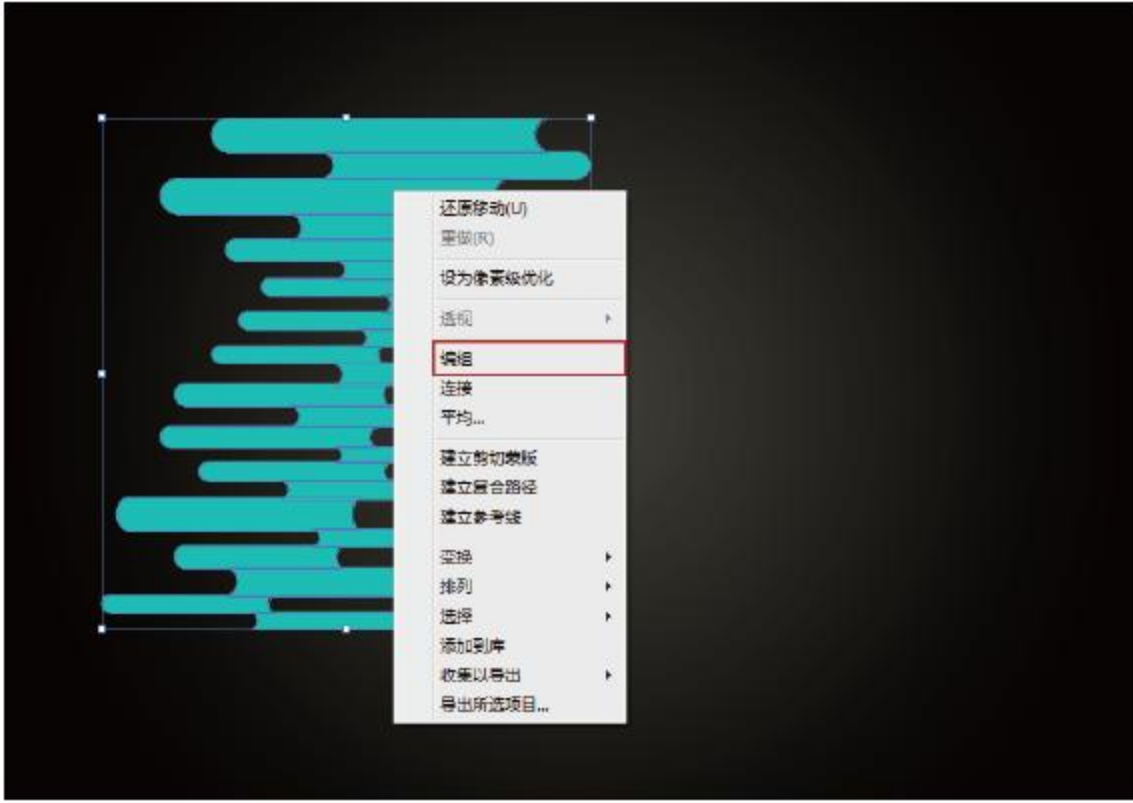 还原移动(U)
重做(R)
设为像素级优化
透视
编组
连接
平均...
建立剪切蒙版
建立复合路径
建立参考线
变换
排列
选择
添加到库
收集以导出
导出所选项目...